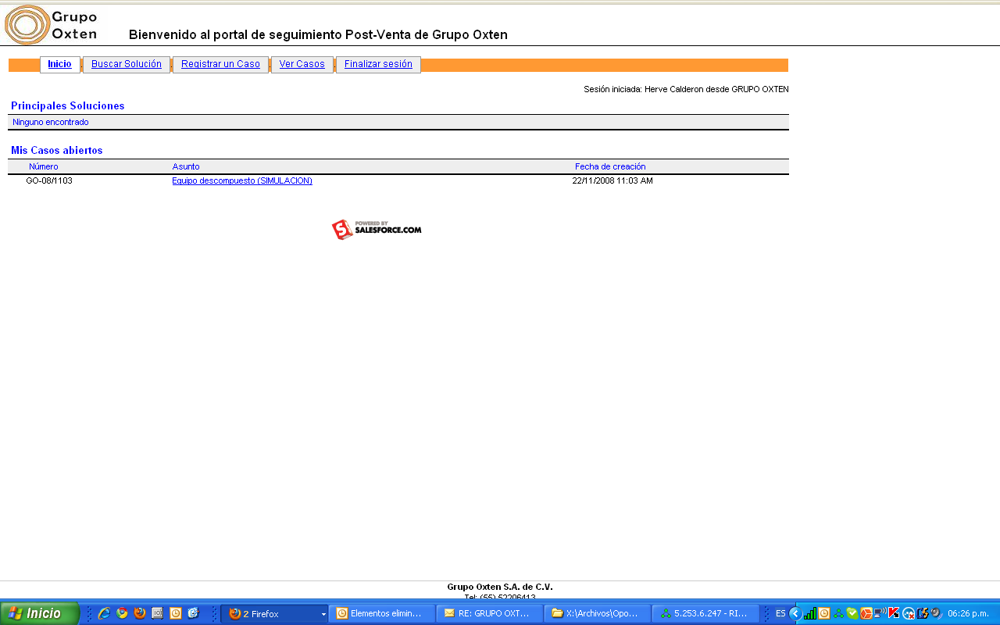 Grupo
Oxten
Bienvenido al portal de seguimiento Post-Venta de Grupo Oxten
Inicio Buscar Solución Registrar un Caso Ver Casos Finalizar sesión
Sesión iniciada: Herve Calderon desde GRUPO OXTEN
Principales Soluciones
Ninguno encontrado
Mis Casos abiertos
Número Asunto Fecha de creación
GO-08/1103 Equipo descompuesto (SIMULACION) 22/11/2008 11:03 AM
POWERED BY
SALESFORCE.COM
Grupo Oxten S.A. de C.V.
Tel: (55) 52206413
Inicio 2 Firefox Elementos elimin... RE: GRUPO OXT... X:\Archivos\Opo... 5.253.6.247 - RI... ES 06:26 p.m.